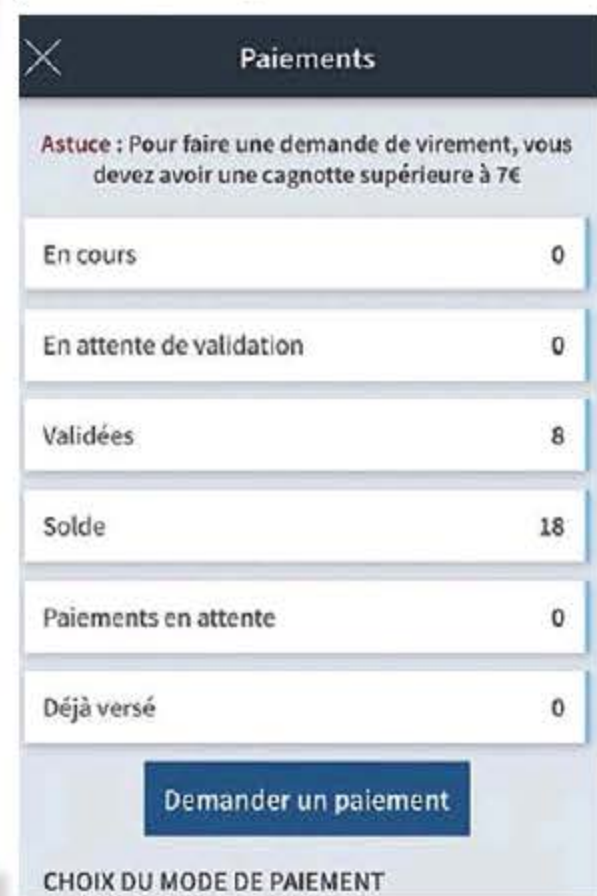 Paiements
Astuce : Pour faire une demande de virement, vous
devez avoir une cagnotte supérieure à 7€
En cours 0
En attente de validation 0
Validées 8
Solde 18
Paiements en attente 0
Déjà versé 0
Demander un paiement
CHOIX DU MODE DE PAIEMENT